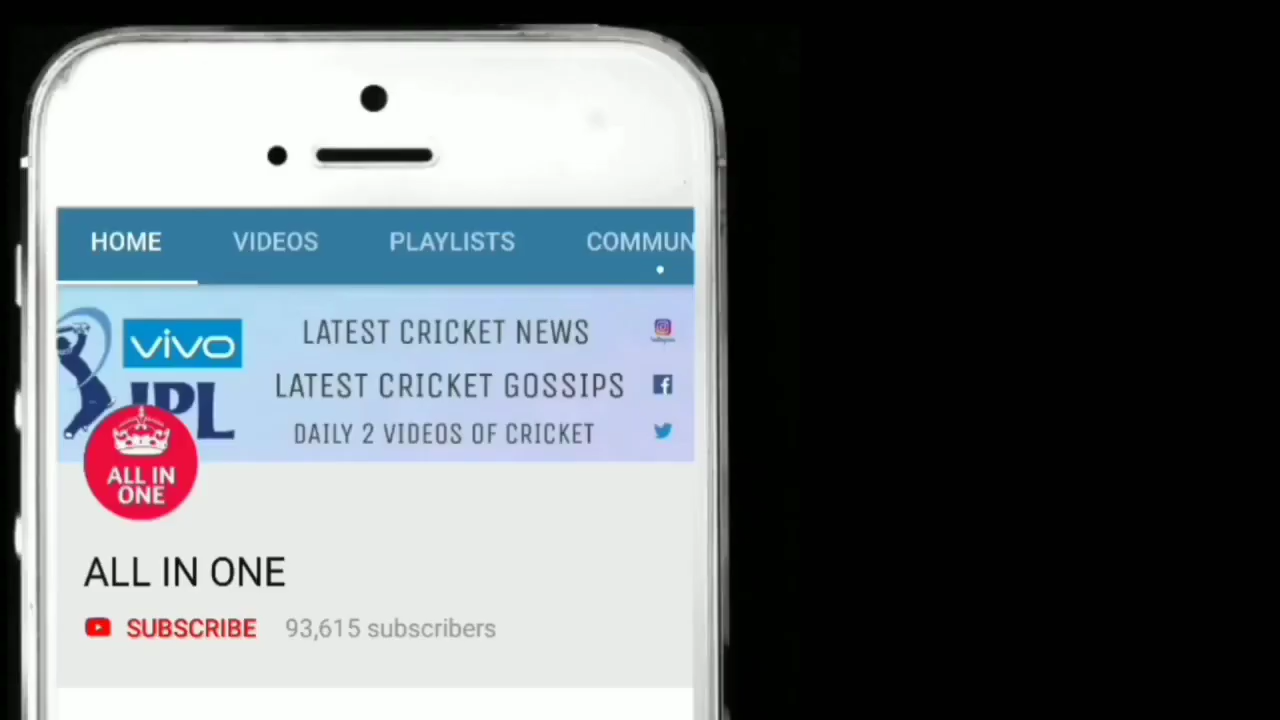 HOME VIDEOS PLAYLISTS COMMUN
vivo
IPL
LATEST CRICKET NEWS
LATEST CRICKET GOSSIPS
DAILY 2 VIDEOS OF CRICKET
ALL IN
ONE
ALL IN ONE
SUBSCRIBE 93,615 subscribers